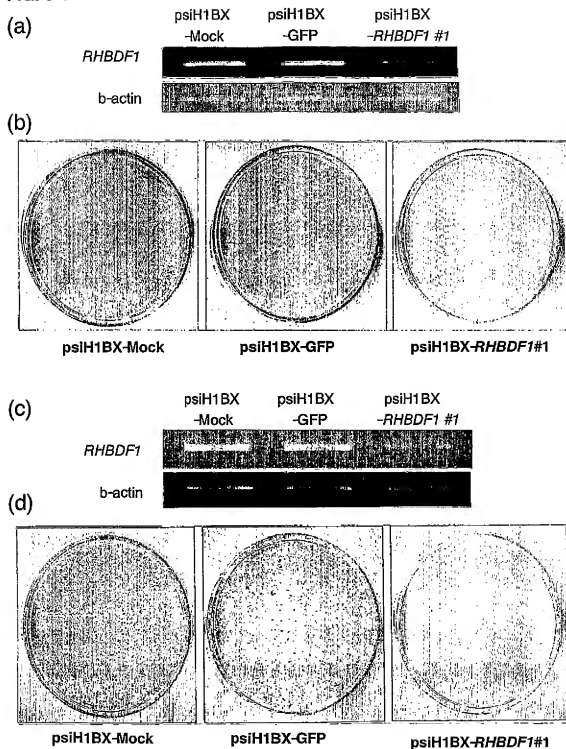 (a)
psiH1BX psiH1BX psiH1BX
-Mock -GFP -RHBDF1 #1
RHBDF1
b-actin
(b)
psiH1BX-Mock psiH1BX-GFP psiH1BX-RHBDF1#1
(c)
psiH1BX psiH1BX psiH1BX
-Mock -GFP -RHBDF1 #1
RHBDF1
b-actin
(d)
psiH1BX-Mock psiH1BX-GFP psiH1BX-RHBDF1#1